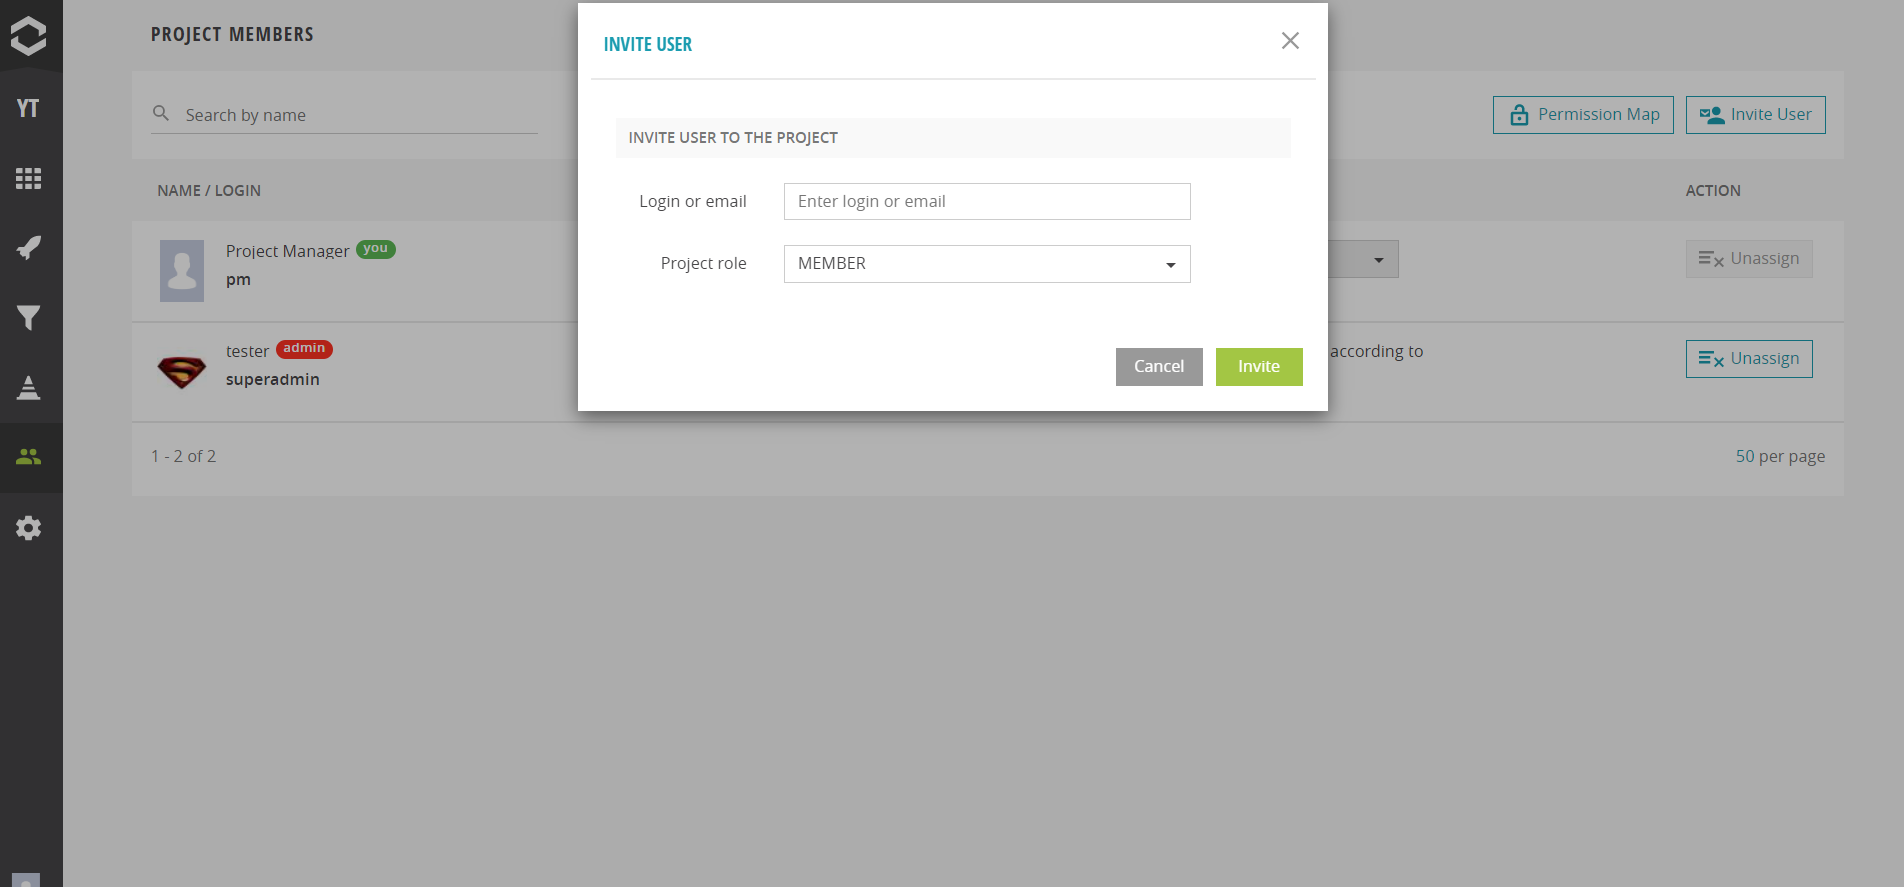 PROJECT MEMBERS
INVITE USER
YT
Search by name
Permission Map
Invite User
INVITE USER TO THE PROJECT
NAME / LOGIN
ACTION
Login or email
Enter login or email
Project Manager you
pm
Project role
MEMBER
Unassign
tester admin
superadmin
according to
Unassign
Cancel
Invite
1 - 2 of 2
50 per page